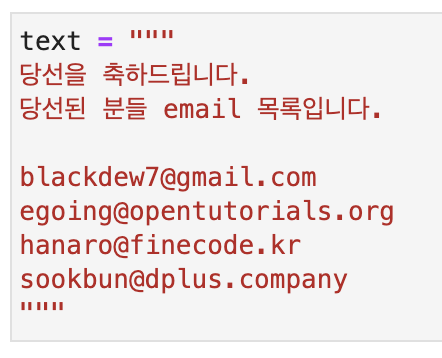 text = """
당선을 축하드립니다.
당선된 분들 email 목록입니다.

blackdew7@gmail.com
egoing@opentutorials.org
hanaro@finecode.kr
sookbun@dplus.company
"""